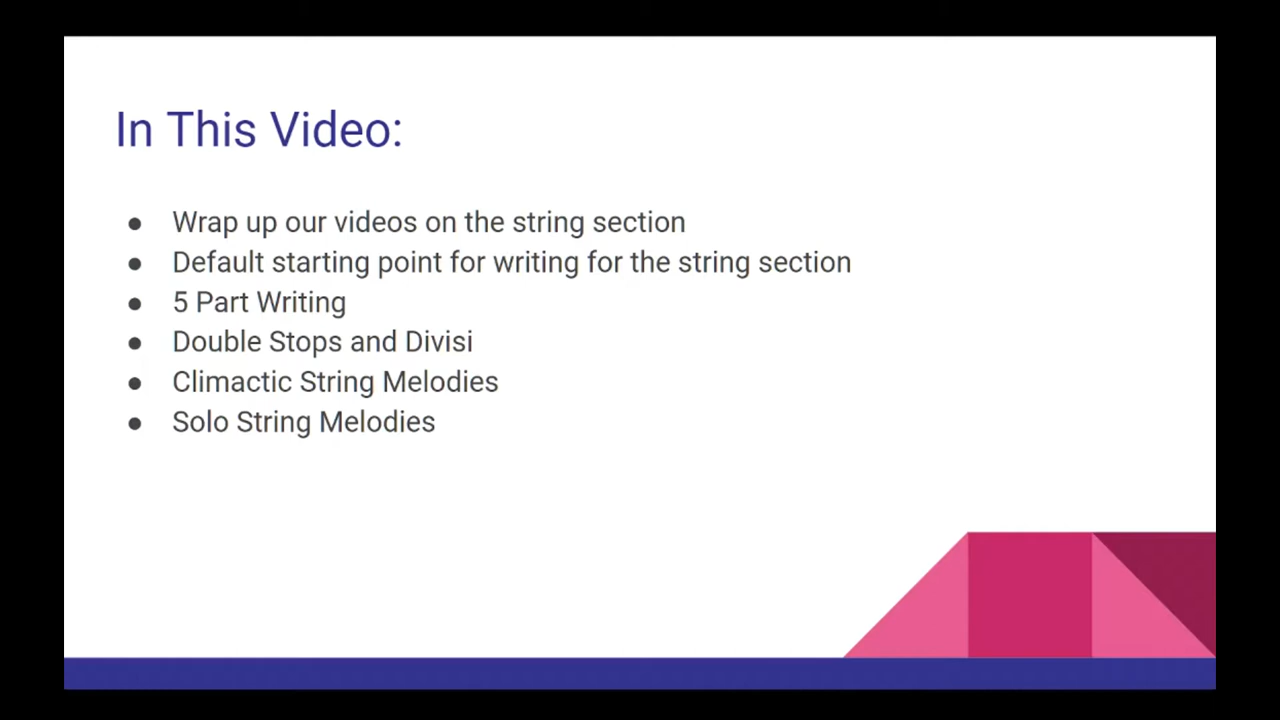 In This Video:
● Wrap up our videos on the string section
● Default starting point for writing for the string section
● 5 Part Writing
● Double Stops and Divisi
● Climactic String Melodies
● Solo String Melodies